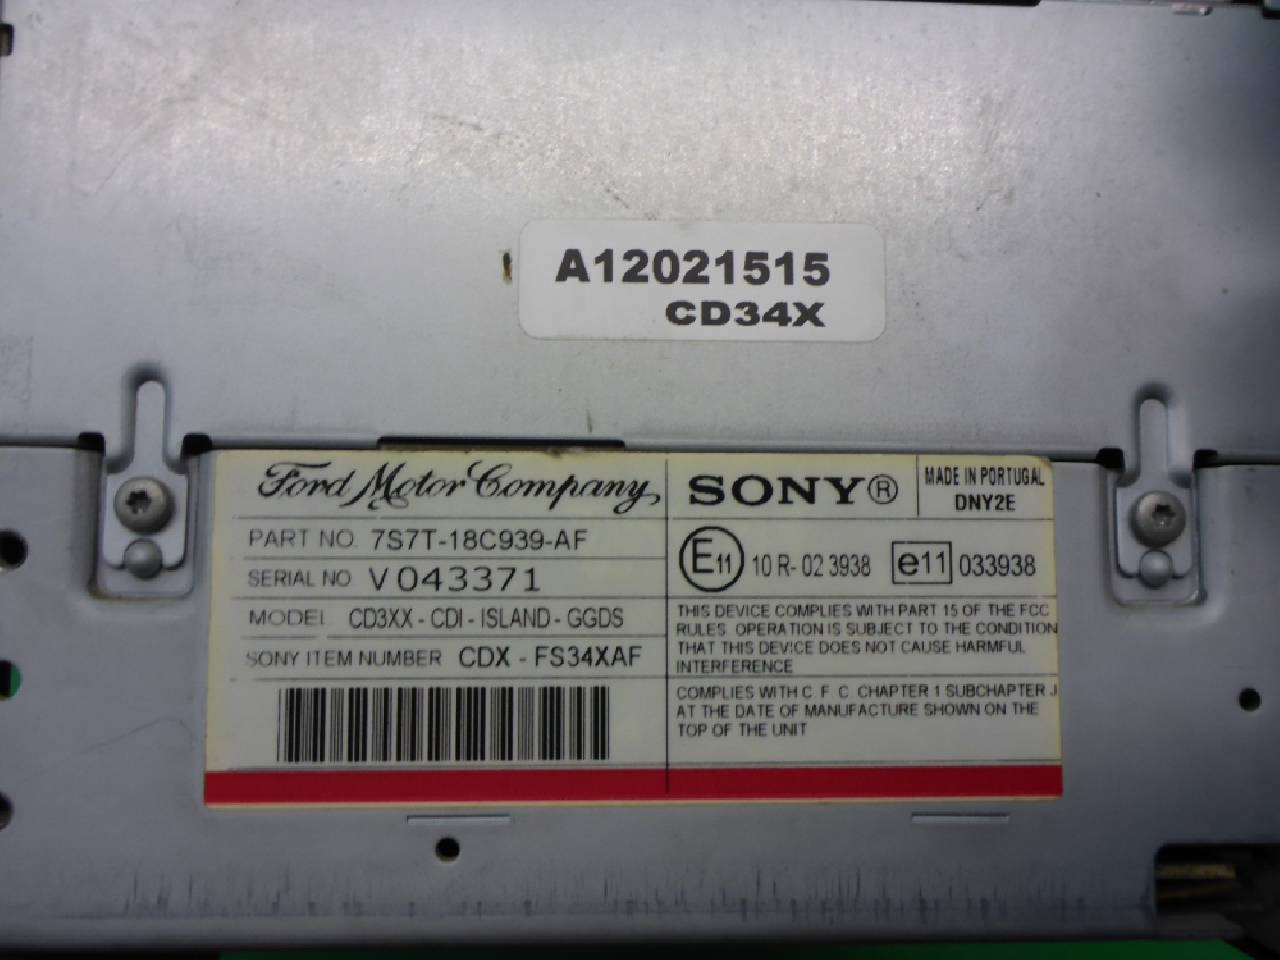 A12021515
CD34X
Ford Motor Company
PART NO. 7S7T-18C939-AF
SERIAL NO V043371
MODEL CD3XX - CDI - ISLAND - GGDS
SONY ITEM NUMBER CDX - FS34XAF
SONY®
MADE IN PORTUGAL
DNY2E
E11 10 R- 02 3938 e11 033938
THIS DEVICE COMPLIES WITH PART 15 OF THE FCC
RULES OPERATION IS SUBJECT TO THE CONDITION
THAT THIS DEVICE DOES NOT CAUSE HARMFUL
INTERFERENCE
COMPLIES WITH C. F. C CHAPTER 1 SUBCHAPTER J
AT THE DATE OF MANUFACTURE SHOWN ON THE
TOP OF THE UNIT